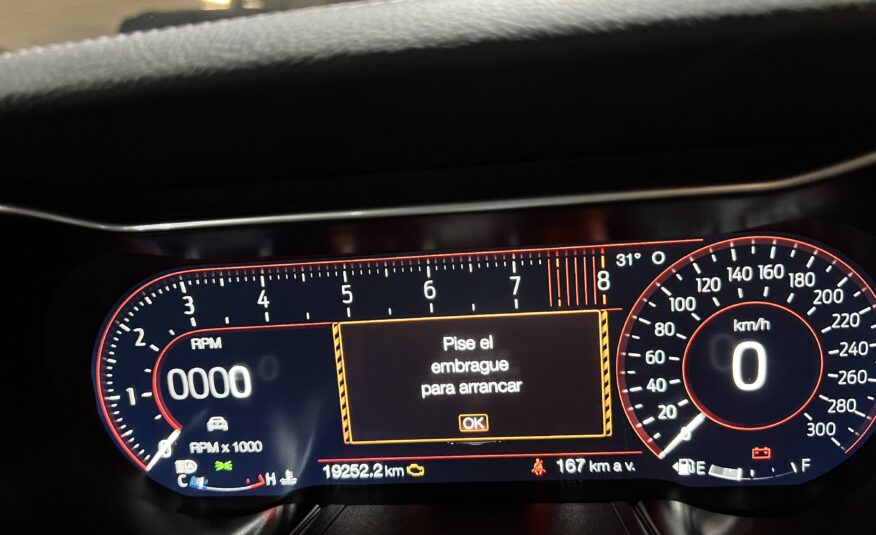 31° O
0 1 2 3 4 5 6 7 8
RPM
0000
RPM x 1000
C H
Pise el
embrague
para arrancar
OK
19252.2 km
167 km a v.
20 40 60 80 100 120 140 160 180 200 220 240 260 280 300
km/h
0
E F